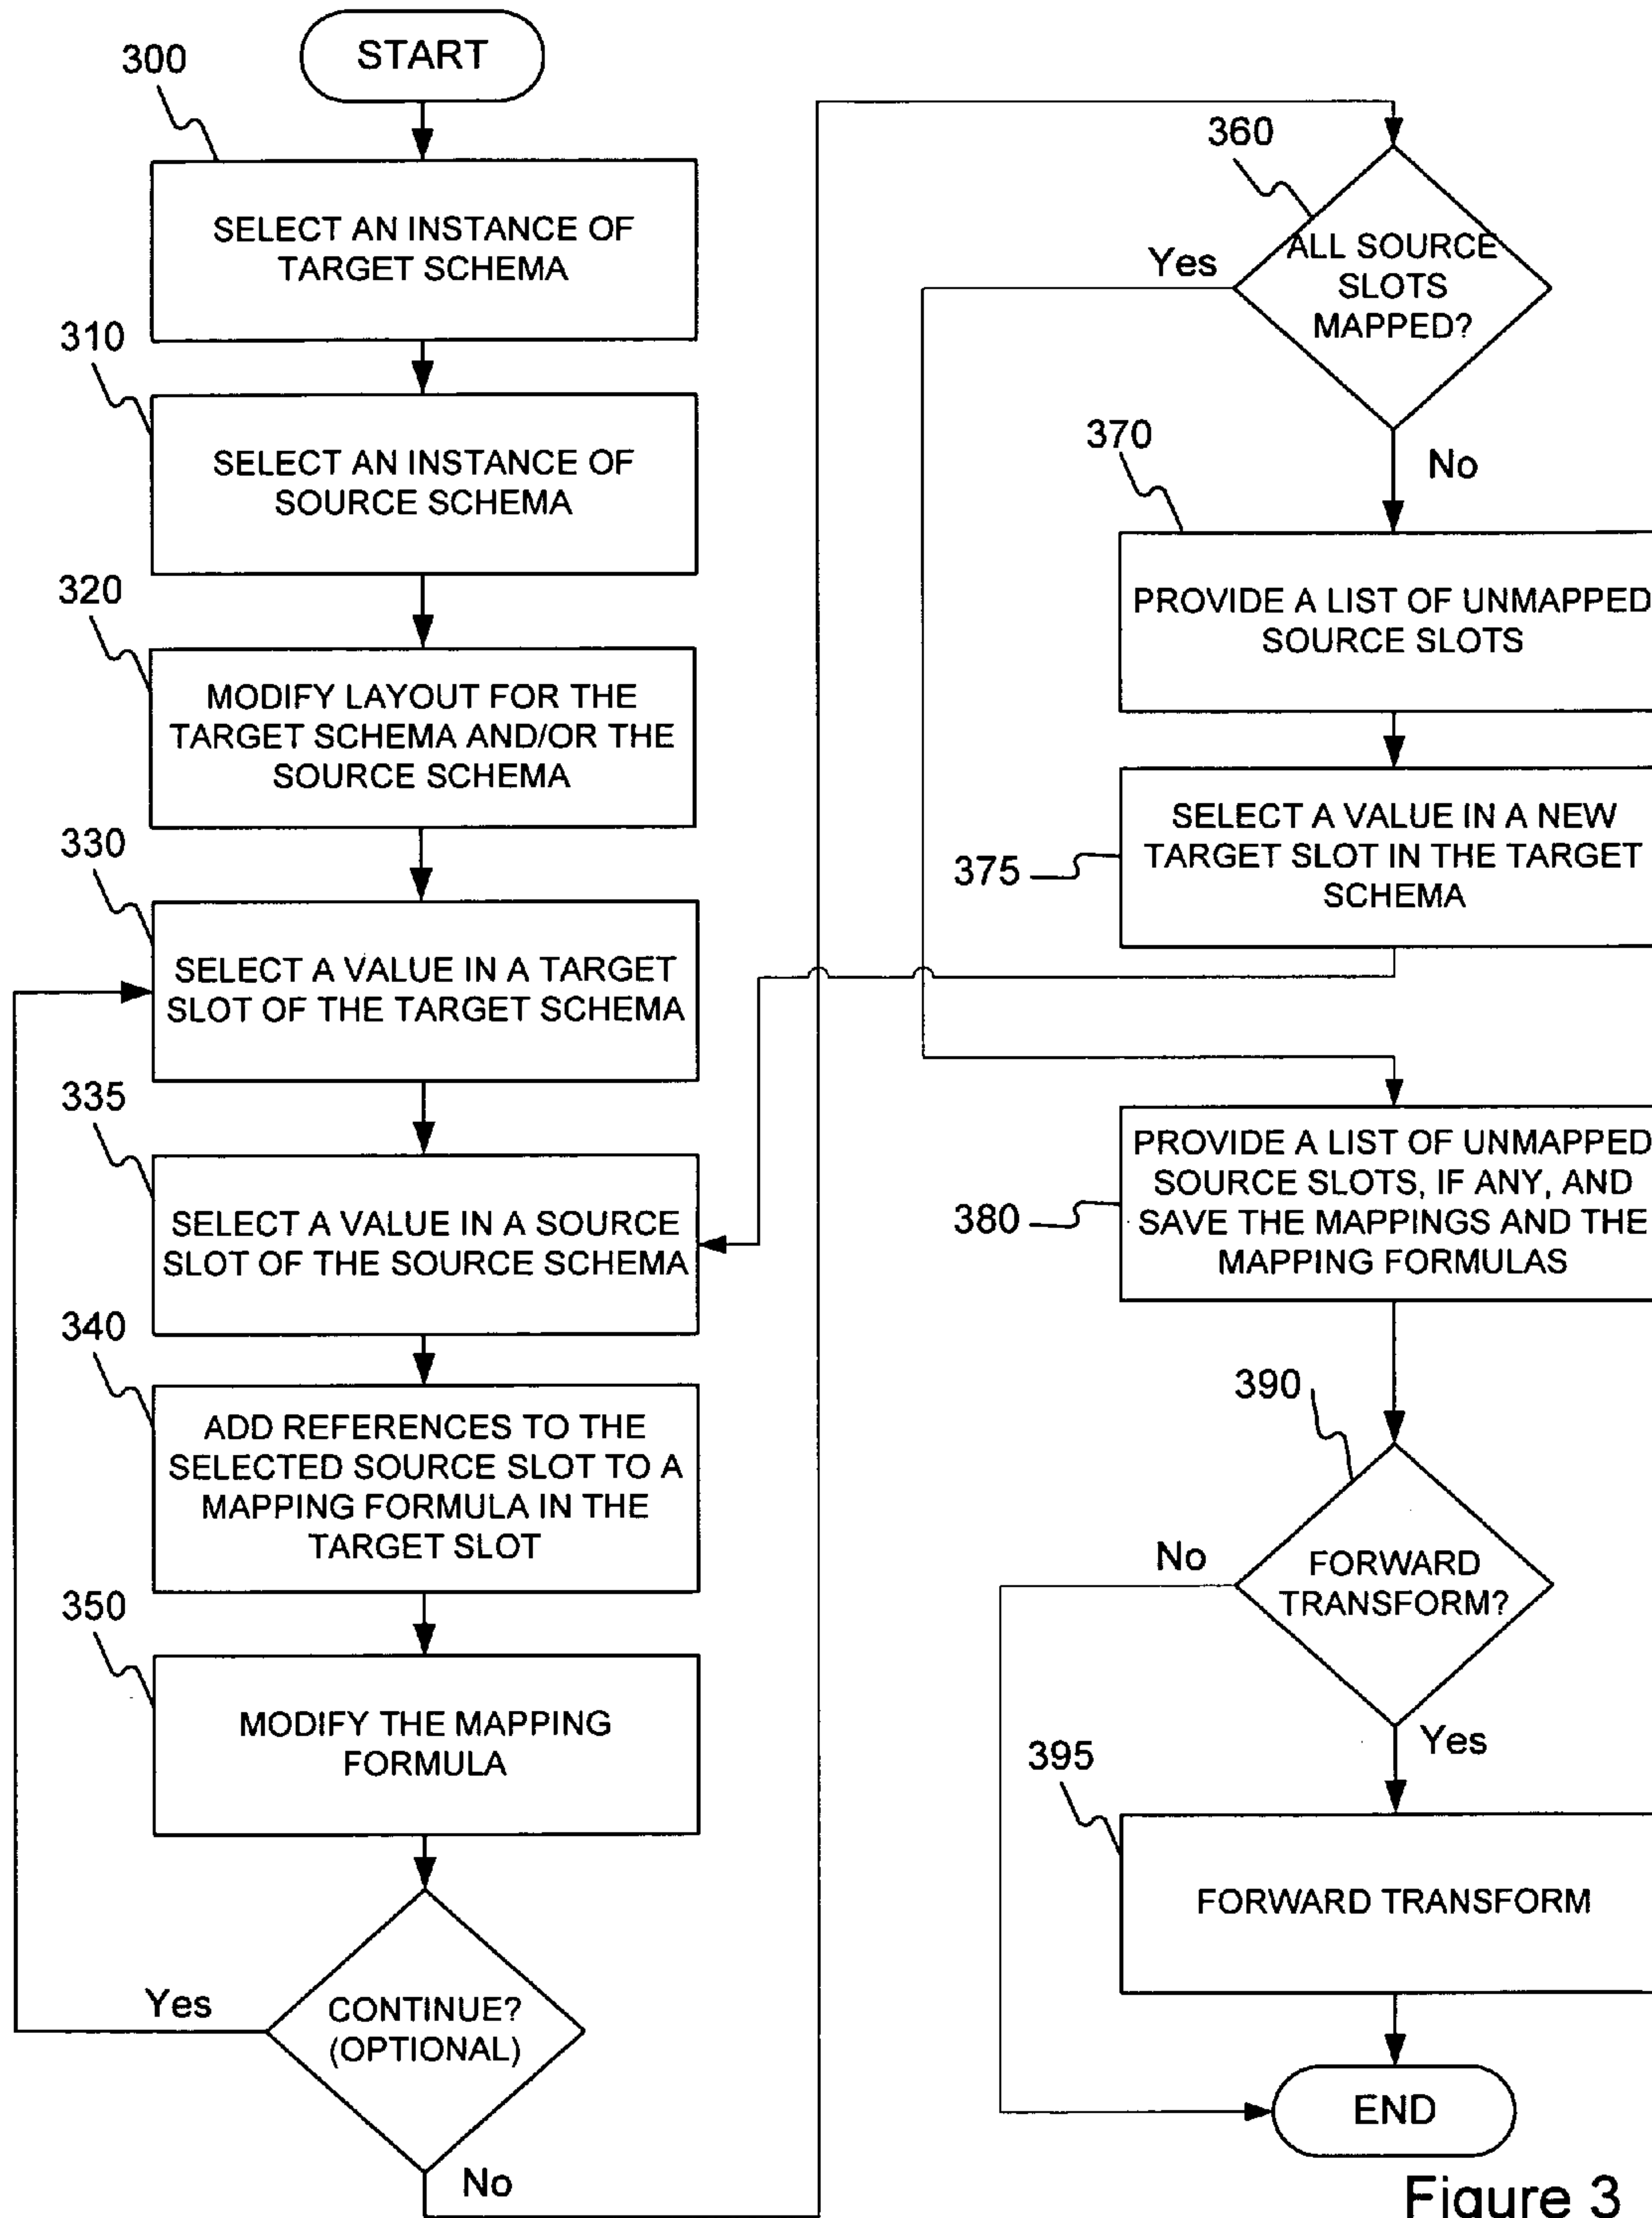 START
300
SELECT AN INSTANCE OF
TARGET SCHEMA
310
SELECT AN INSTANCE OF
SOURCE SCHEMA
320
MODIFY LAYOUT FOR THE
TARGET SCHEMA AND/OR THE
SOURCE SCHEMA
330
SELECT A VALUE IN A TARGET
SLOT OF THE TARGET SCHEMA
335
SELECT A VALUE IN A SOURCE
SLOT OF THE SOURCE SCHEMA
340
ADD REFERENCES TO THE
SELECTED SOURCE SLOT TO A
MAPPING FORMULA IN THE
TARGET SLOT
350
MODIFY THE MAPPING
FORMULA
Yes
CONTINUE?
(OPTIONAL)
No
360
Yes
ALL SOURCE
SLOTS
MAPPED?
No
370
PROVIDE A LIST OF UNMAPPED
SOURCE SLOTS
375
SELECT A VALUE IN A NEW
TARGET SLOT IN THE TARGET
SCHEMA
380
PROVIDE A LIST OF UNMAPPED
SOURCE SLOTS, IF ANY, AND
SAVE THE MAPPINGS AND THE
MAPPING FORMULAS
390
No
FORWARD
TRANSFORM?
Yes
395
FORWARD TRANSFORM
END
Figure 3